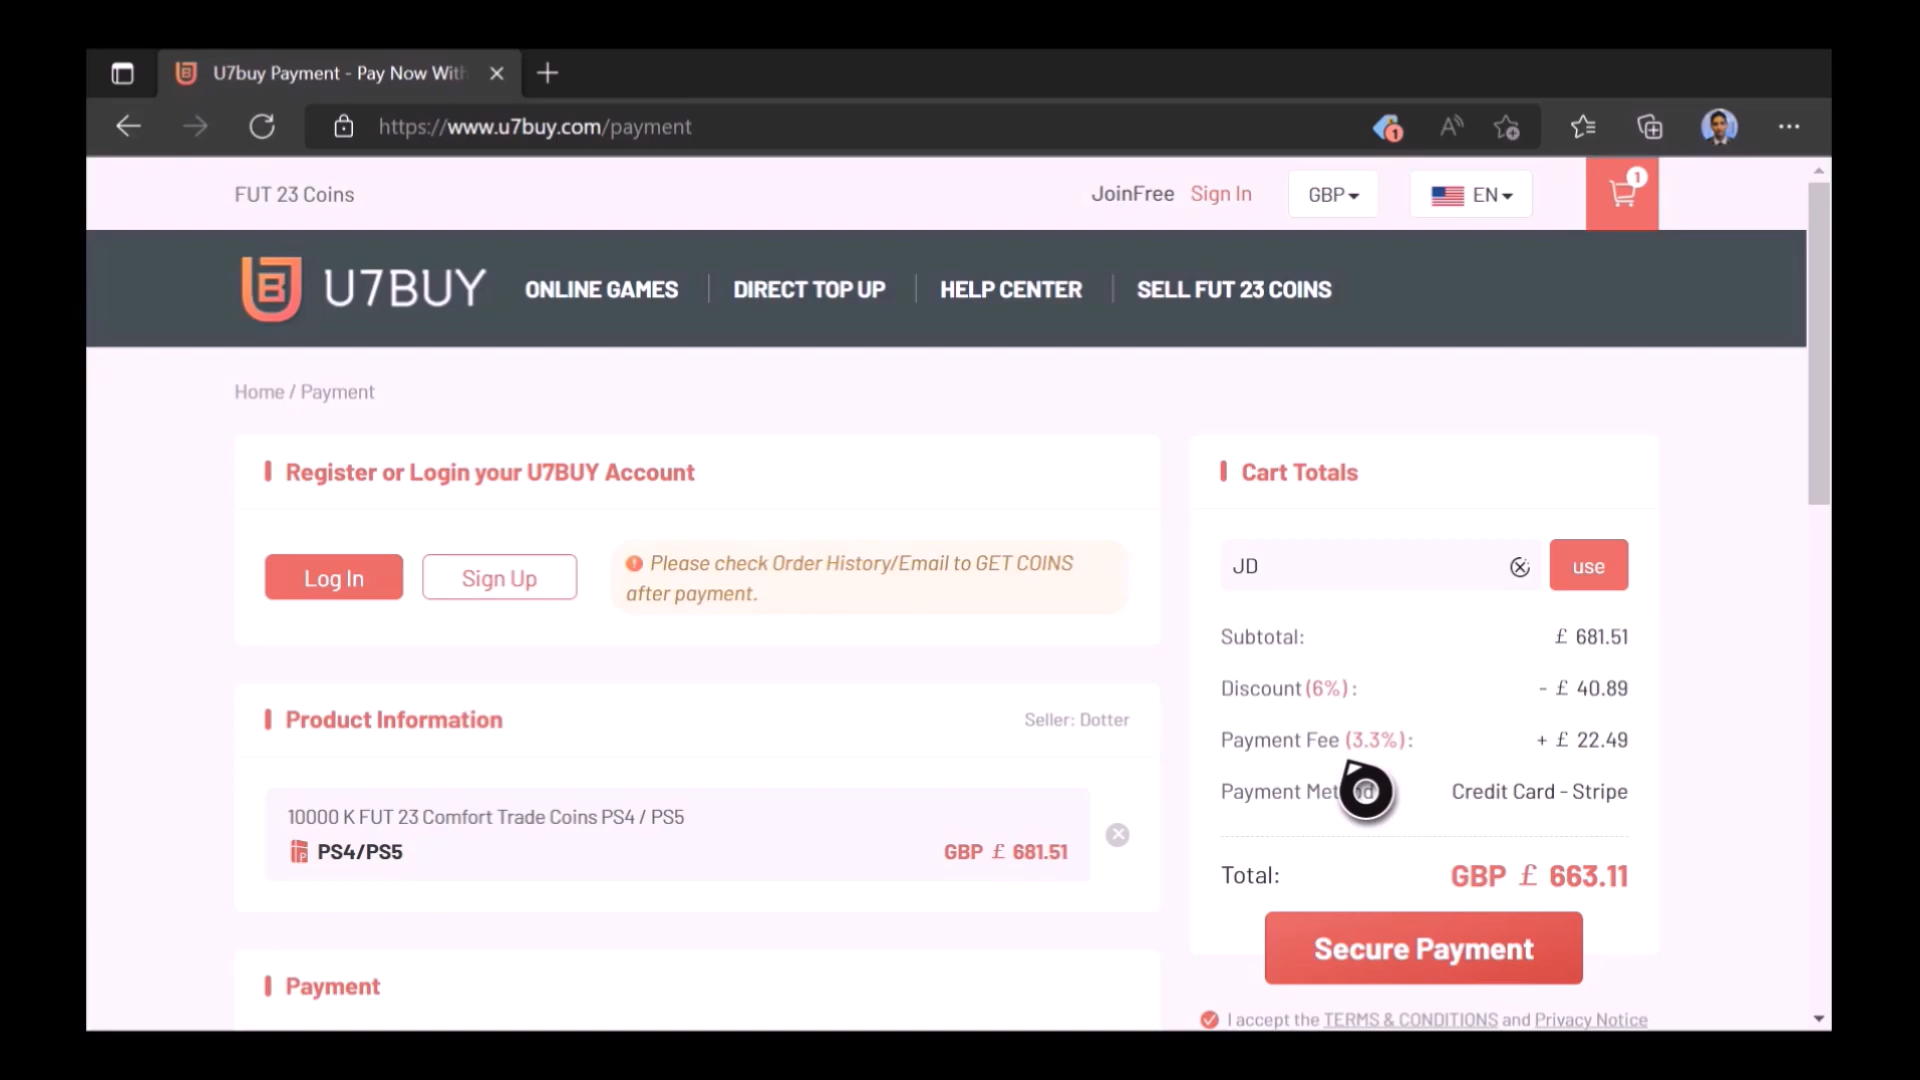 U7buy Payment - Pay Now With
https://www.u7buy.com/payment
1
FUT 23 Coins
JoinFree Sign In
GBP
EN
1
U7BUY
ONLINE GAMES
DIRECT TOP UP
HELP CENTER
SELL FUT 23 COINS
Home / Payment
Register or Login your U7BUY Account
Log In
Sign Up
Please check Order History/Email to GET COINS
after payment.
Product Information
Seller: Dotter
10000 K FUT 23 Comfort Trade Coins PS4 / PS5
PS4/PS5
GBP £ 681.51
Payment
Cart Totals
JD
use
Subtotal: £ 681.51
Discount (6%) : - £ 40.89
Payment Fee (3.3%) : + £ 22.49
Payment Credit Card - Stripe
Total: GBP £ 663.11
Secure Payment
I accept the TERMS & CONDITIONS and Privacy Notice